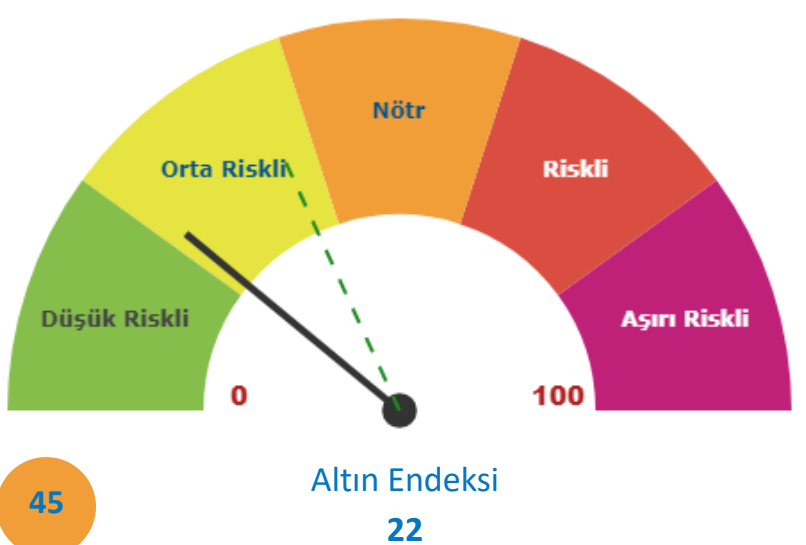 Nötr
Orta Riskli
Riskli
Düşük Riskli
Aşırı Riskli
0
100
Altın Endeksi
45
22